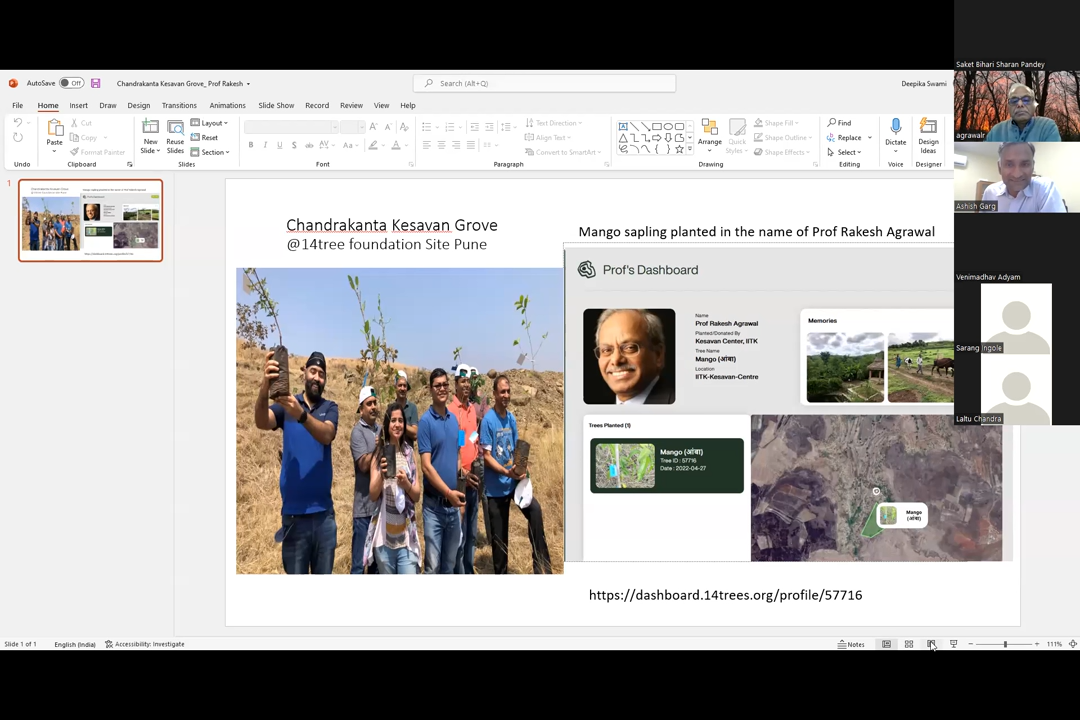 Saket Bihari Sharan Pandey
AutoSave
Off
Chandrakanta Kesavan Grove_ Prof Rakesh
Search (Alt+Q)
Deepika Swami
File
Home
Insert
Draw
Design
Transitions
Animations
Slide Show
Record
Review
View
Help
Paste
Cut
Copy
Format Painter
New
Slide
Reuse
Slides
Layout
Reset
Section
Text Direction
Align Text
Convert to SmartArt
Arrange
Quick
Styles
Shape Fill
Shape Outline
Shape Effects
Find
Replace
Select
Dictate
Design
Ideas
Undo
Clipboard
Slides
Font
Paragraph
Drawing
Editing
Voice
Designer
agrawalr
Ashish Garg
Venimadhav Adyam
Sarang Ingole
Laltu Chandra
1
Chandrakanta Kesavan Grove
@14tree foundation Site Pune
Mango sapling planted in the name of Prof Rakesh Agrawal
Prof's Dashboard
Name
Prof Rakesh Agrawal
Planted/Donated By
Kesavan Center, IITK
Tree Name
Mango (आंबा)
Location
IITK-Kesavan-Centre
Memories
Trees Planted (1)
Mango (आंबा)
Tree ID : 57716
Date : 2022-04-27
Mango
(आंबा)
https://dashboard.14trees.org/profile/57716
Slide 1 of 1
English (India)
Accessibility: Investigate
Notes
111%